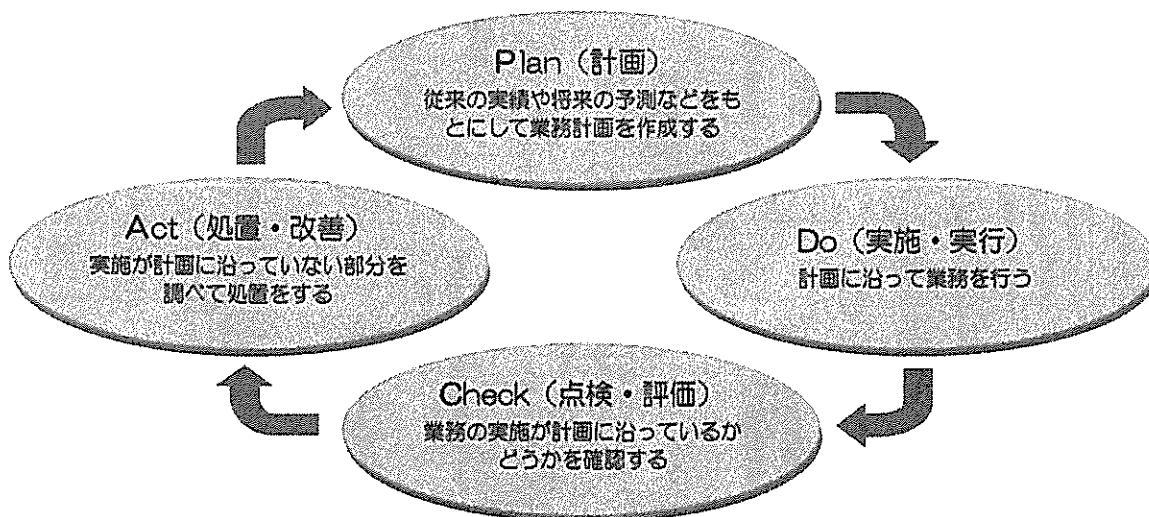 Plan（計画）
従来の実績や将来の予測などをも
とにして業務計画を作成する
Act（処置・改善）
実施が計画に沿っていない部分を
調べて処置をする
Do（実施・実行）
計画に沿って業務を行う
Check（点検・評価）
業務の実施が計画に沿っているか
どうかを確認する